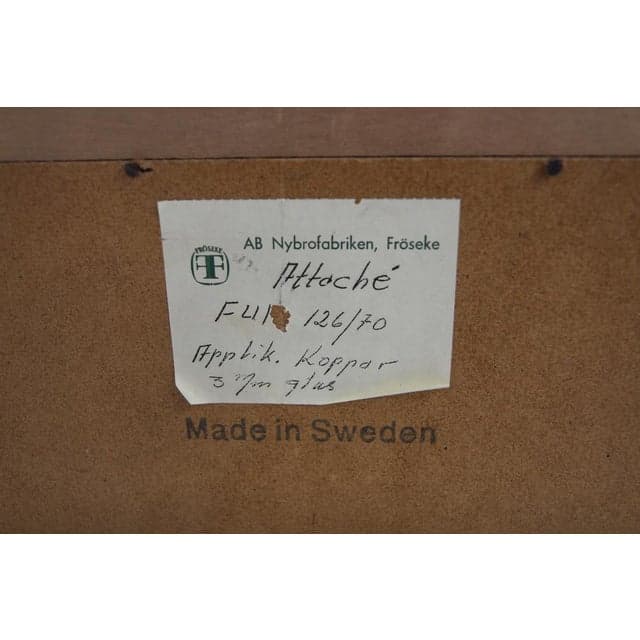 FRÖSEKE
AB Nybrofabriken, Fröseke
Attaché
126/70
Applik. Koppar
3 m/m glas
Made in Sweden